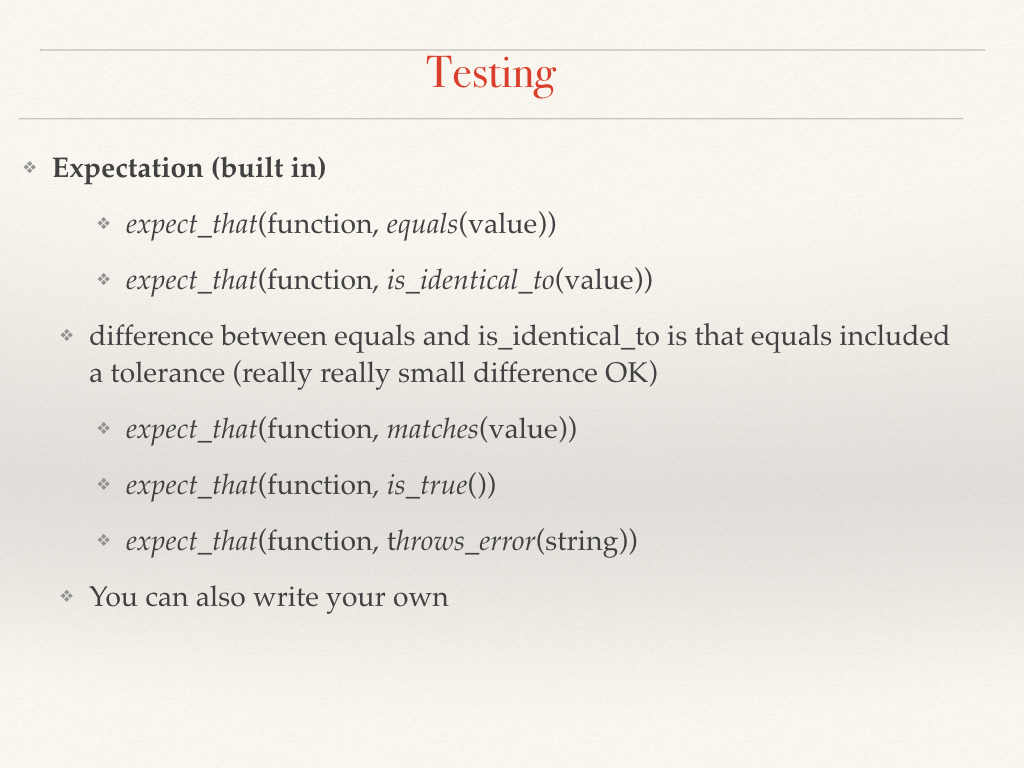 Testing
Expectation (built in)
expect_that(function, equals(value))
expect_that(function, is_identical_to(value))
difference between equals and is_identical_to is that equals included
a tolerance (really really small difference OK)
expect_that(function, matches(value))
expect_that(function, is_true())
expect_that(function, throws_error(string))
You can also write your own